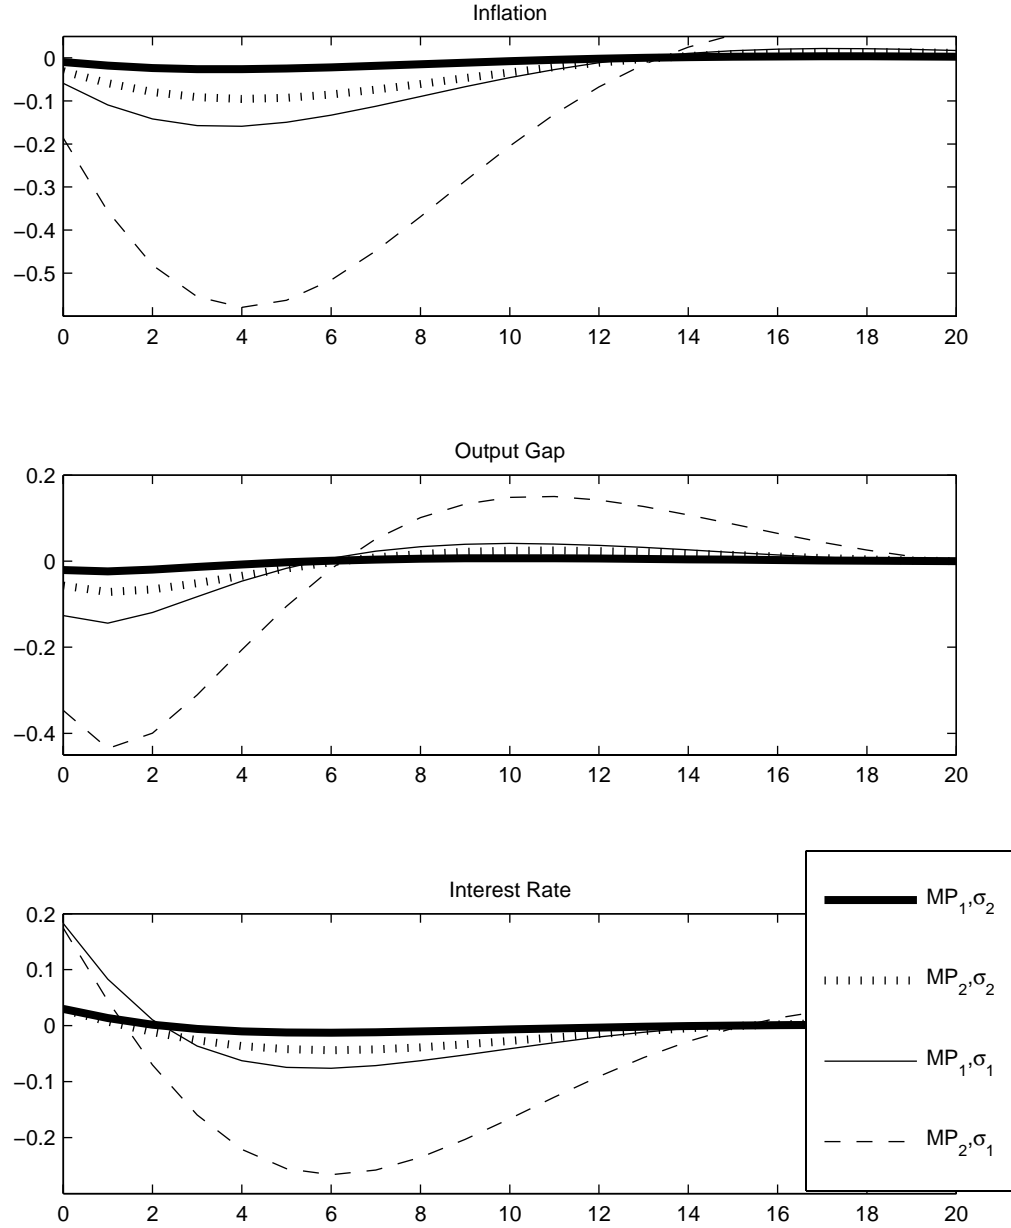 Inflation
0
−0.1
−0.2
−0.3
−0.4
−0.5
0 2 4 6 8 10 12 14 16 18 20
Output Gap
0.2
0
−0.2
−0.4
0 2 4 6 8 10 12 14 16 18 20
Interest Rate
0.2
0.1
0
−0.1
−0.2
0 2 4 6 8 10 12 14 16 18 20
MP₁,σ₂
MP₂,σ₂
MP₁,σ₁
MP₂,σ₁